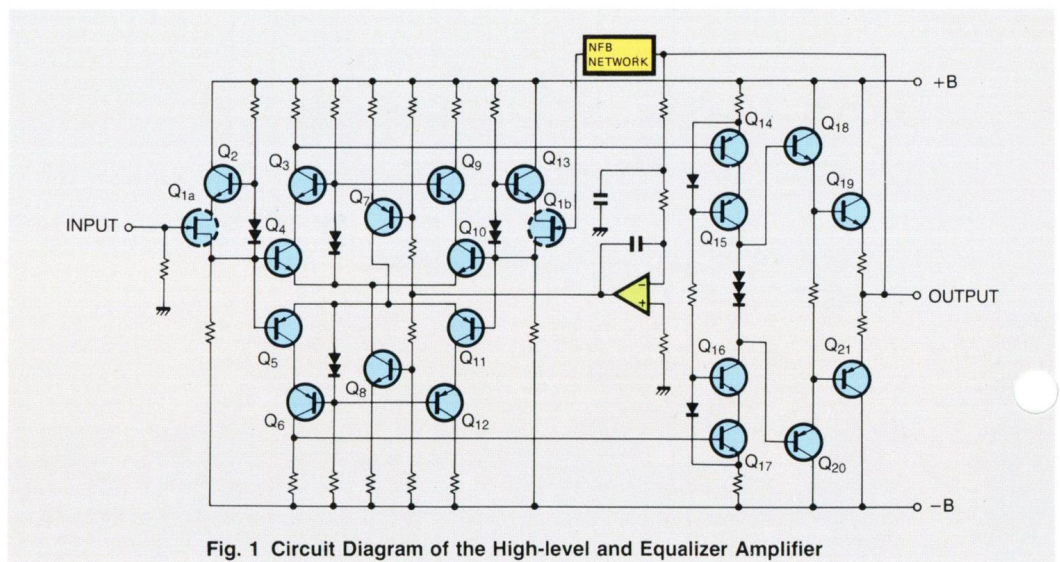 NFB
NETWORK
+B
Q14
Q18
Q2
Q3
Q9
Q13
Q1a
Q7
Q1b
Q19
INPUT
Q4
Q10
Q15
−
+
OUTPUT
Q5
Q11
Q16
Q21
Q8
Q6
Q12
Q17
Q20
−B
Fig. 1 Circuit Diagram of the High-level and Equalizer Amplifier